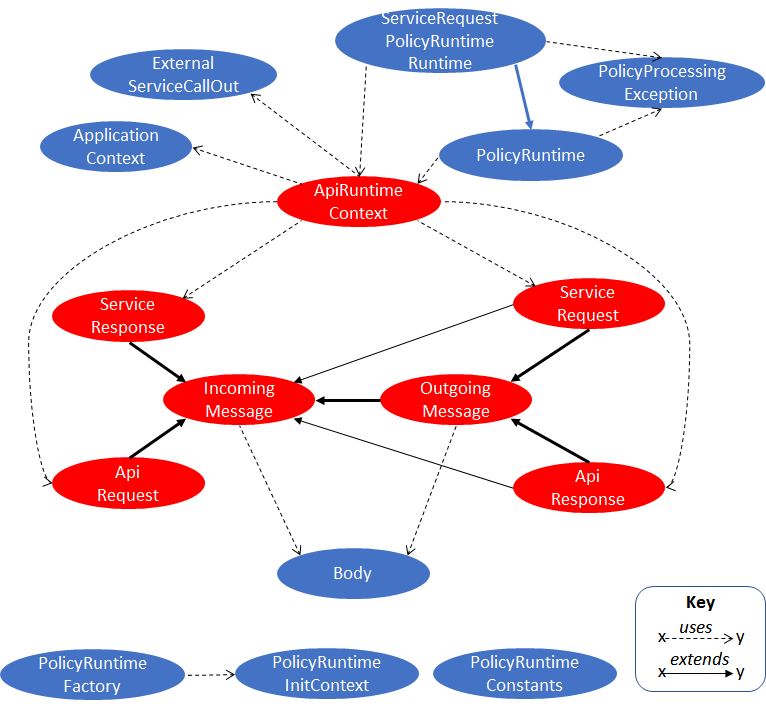 ServiceRequest
PolicyRuntime
Runtime
External
ServiceCallOut
PolicyProcessing
Exception
Application
Context
PolicyRuntime
ApiRuntime
Context
Service
Response
Service
Request
Incoming
Message
Outgoing
Message
Api
Request
Api
Response
Body
Key
uses
x y
extends
x y
PolicyRuntime
Factory
PolicyRuntime
InitContext
PolicyRuntime
Constants